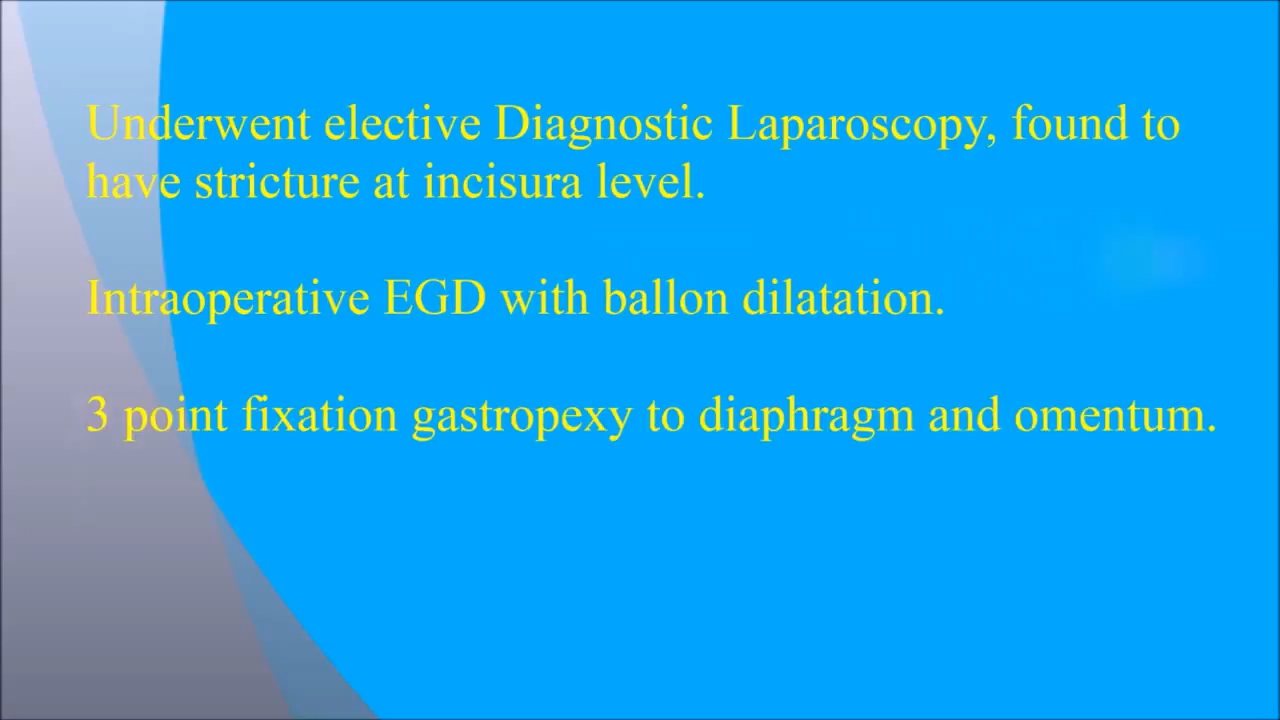 Underwent elective Diagnostic Laparoscopy, found to
have stricture at incisura level.
Intraoperative EGD with ballon dilatation.
3 point fixation gastropexy to diaphragm and omentum.